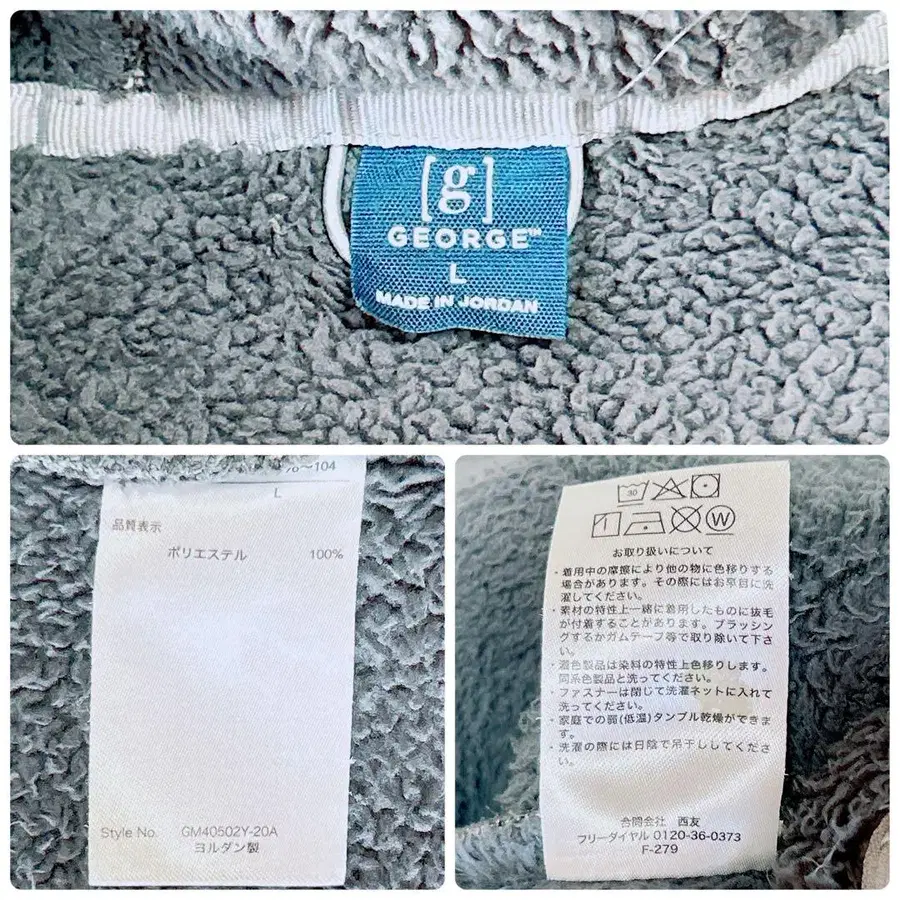 [g]
GEORGE™
L
MADE IN JORDAN
~104
L
品質表示
ポリエステル 100%
Style No. GM40502Y-20A
ヨルダン製
30
W
お取り扱いについて
・着用中の摩擦により他の物に色移りする
場合があります。その際にはお早目に洗
濯してください。
・素材の特性上一緒に着用したものに抜毛
が付着することがあります。ブラッシン
グするかガムテープ等で取り除いて下さ
い。
・着色製品は染料の特性上色移りします。
同系色製品と洗ってください。
・ファスナーは閉じて洗濯ネットに入れて
洗ってください。
・家庭での弱(低温)タンブル乾燥ができま
す。
・洗濯の際には日陰で吊干ししてくださ
い。
合同会社 西友
フリーダイヤル 0120-36-0373
F-279